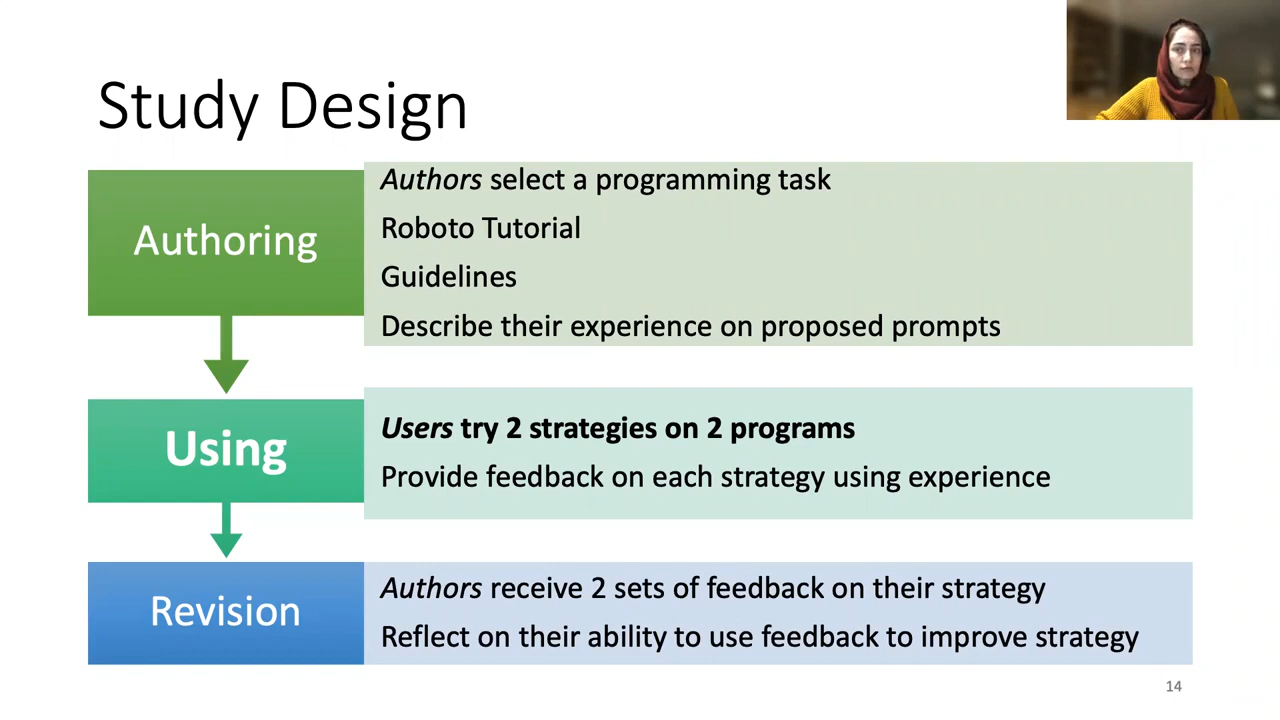 Study Design
Authoring
Authors select a programming task
Roboto Tutorial
Guidelines
Describe their experience on proposed prompts
Using
Users try 2 strategies on 2 programs
Provide feedback on each strategy using experience
Revision
Authors receive 2 sets of feedback on their strategy
Reflect on their ability to use feedback to improve strategy
14